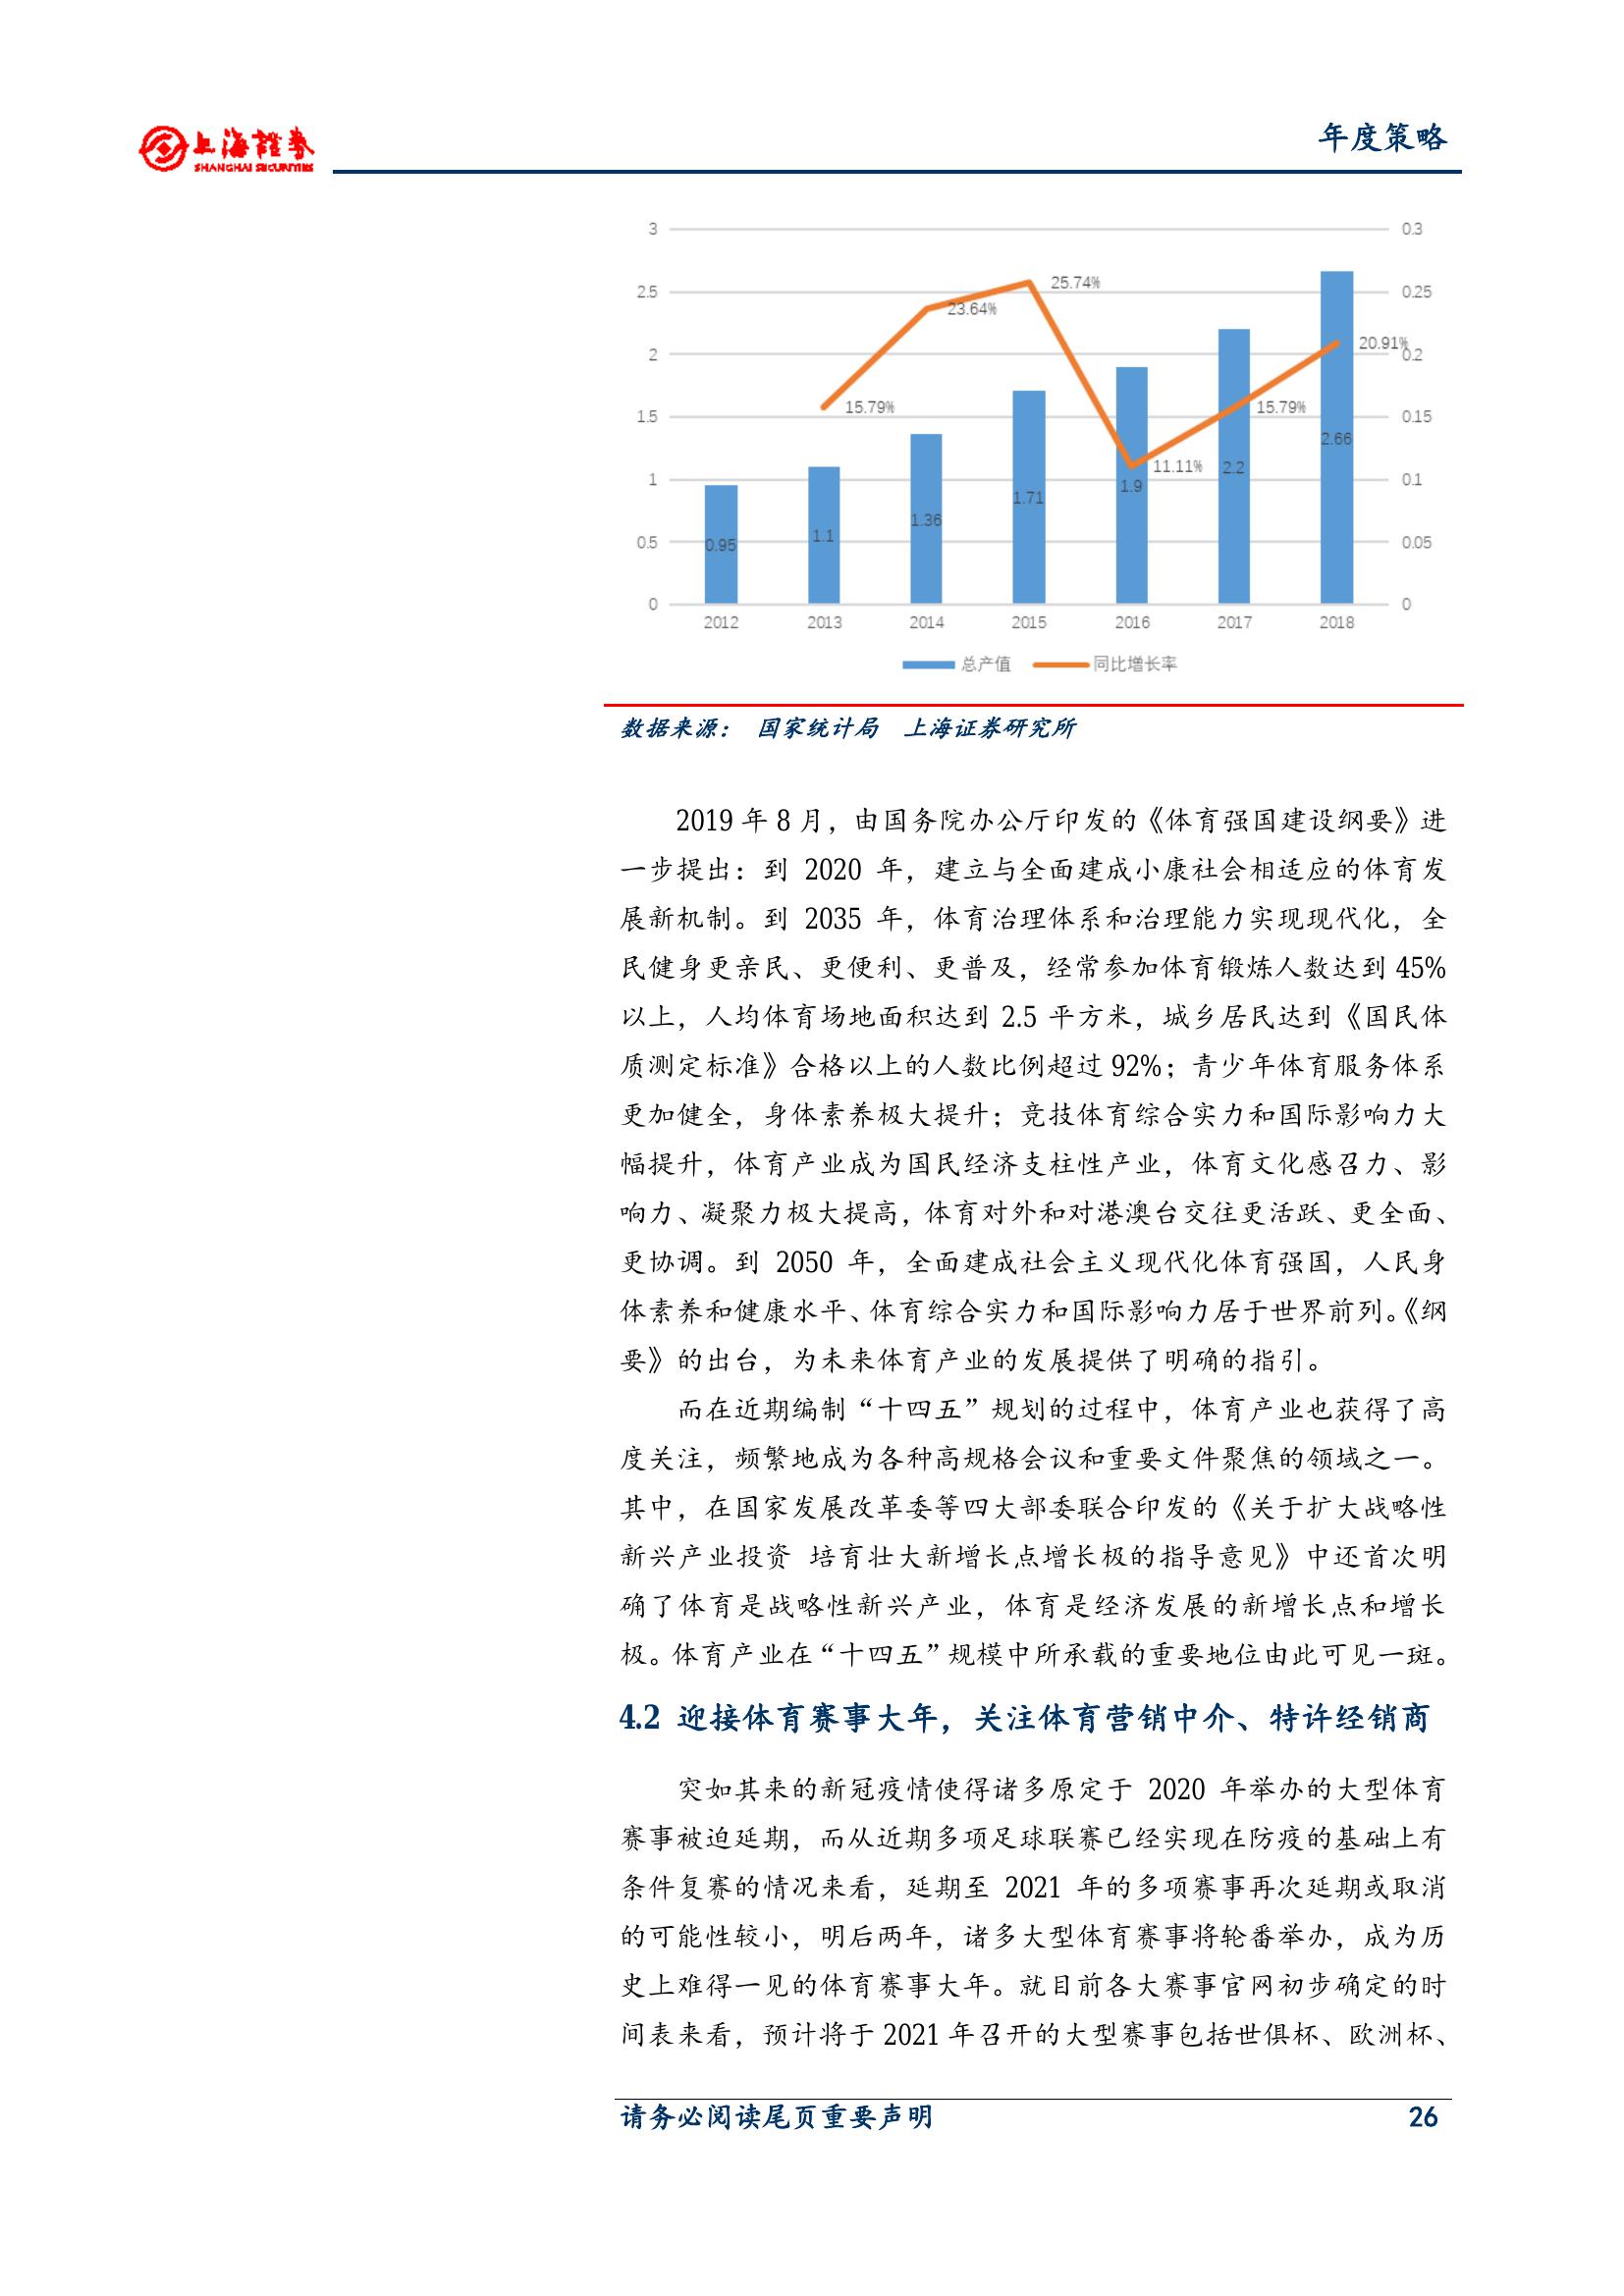 上海證券
SHANGHAI SECURITIES
年度策略
3
2.5
2
1.5
1
0.5
0
0.3
0.25
0.2
0.15
0.1
0.05
0
15.79%
23.64%
25.74%
11.11%
15.79%
20.91%
0.95
1.1
1.36
1.71
1.9
2.2
2.66
2012 2013 2014 2015 2016 2017 2018
总产值 同比增长率
数据来源： 国家统计局 上海证券研究所
2019 年 8 月，由国务院办公厅印发的《体育强国建设纲要》进
一步提出：到 2020 年，建立与全面建成小康社会相适应的体育发
展新机制。到 2035 年，体育治理体系和治理能力实现现代化，全
民健身更亲民、更便利、更普及，经常参加体育锻炼人数达到 45%
以上，人均体育场地面积达到 2.5 平方米，城乡居民达到《国民体
质测定标准》合格以上的人数比例超过 92%；青少年体育服务体系
更加健全，身体素养极大提升；竞技体育综合实力和国际影响力大
幅提升，体育产业成为国民经济支柱性产业，体育文化感召力、影
响力、凝聚力极大提高，体育对外和对港澳台交往更活跃、更全面、
更协调。到 2050 年，全面建成社会主义现代化体育强国，人民身
体素养和健康水平、体育综合实力和国际影响力居于世界前列。《纲
要》的出台，为未来体育产业的发展提供了明确的指引。
而在近期编制“十四五”规划的过程中，体育产业也获得了高
度关注，频繁地成为各种高规格会议和重要文件聚焦的领域之一。
其中，在国家发展改革委等四大部委联合印发的《关于扩大战略性
新兴产业投资 培育壮大新增长点增长极的指导意见》中还首次明
确了体育是战略性新兴产业，体育是经济发展的新增长点和增长
极。体育产业在“十四五”规模中所承载的重要地位由此可见一斑。
4.2 迎接体育赛事大年，关注体育营销中介、特许经销商
突如其来的新冠疫情使得诸多原定于 2020 年举办的大型体育
赛事被迫延期，而从近期多项足球联赛已经实现在防疫的基础上有
条件复赛的情况来看，延期至 2021 年的多项赛事再次延期或取消
的可能性较小，明后两年，诸多大型体育赛事将轮番举办，成为历
史上难得一见的体育赛事大年。就目前各大赛事官网初步确定的时
间表来看，预计将于 2021 年召开的大型赛事包括世俱杯、欧洲杯、
请务必阅读尾页重要声明 26